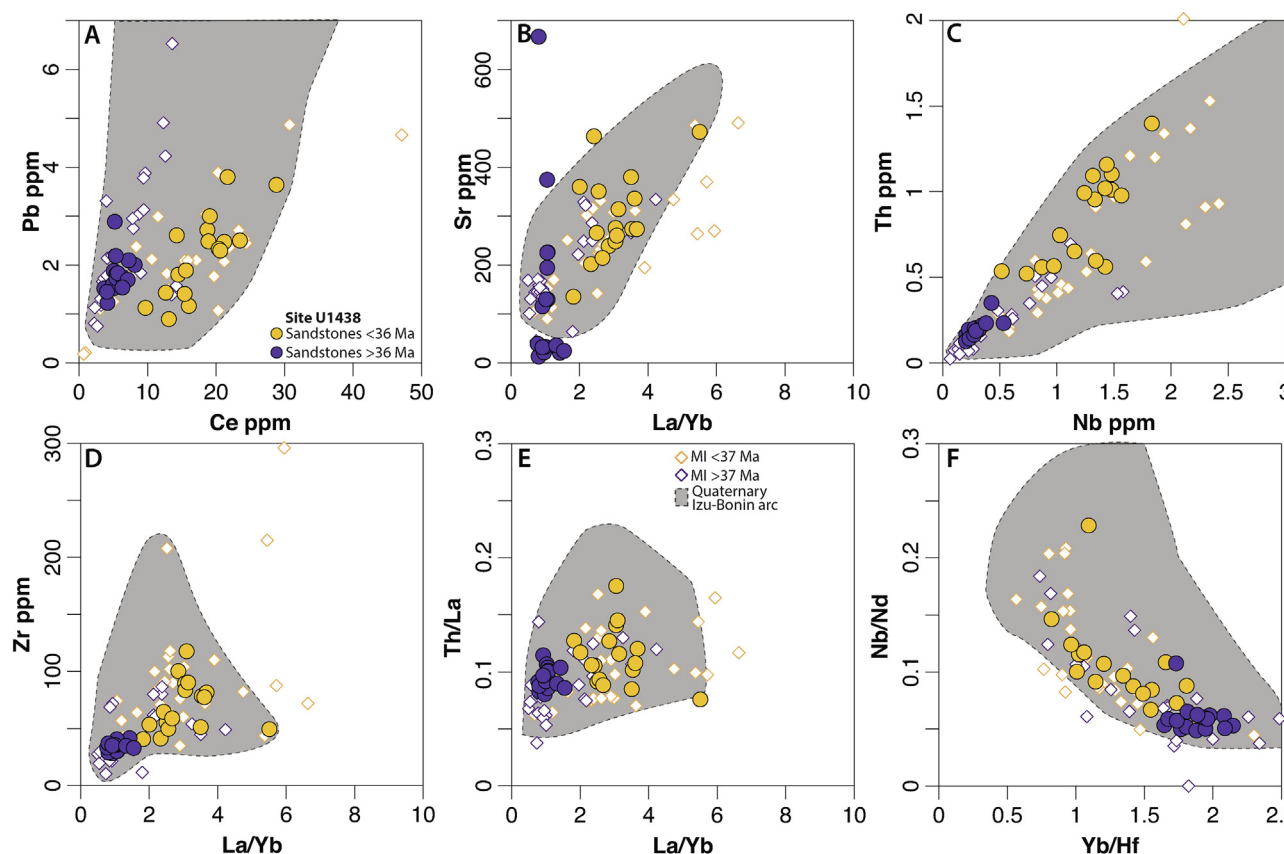 A
Pb ppm
0
2
4
6
0
10
20
30
40
50
Ce ppm
Site U1438
Sandstones <36 Ma
Sandstones >36 Ma
B
Sr ppm
0
200
400
600
0
2
4
6
8
10
La/Yb
C
Th ppm
0
0.5
1
1.5
2
0
0.5
1
1.5
2
2.5
Nb ppm
D
Zr ppm
0
100
200
300
0
2
4
6
8
10
La/Yb
E
Th/La
0
0.1
0.2
0.3
0
2
4
6
8
10
La/Yb
MI <37 Ma
MI >37 Ma
Quaternary
Izu-Bonin arc
F
Nb/Nd
0
0.1
0.2
0.3
0
0.5
1
1.5
2
Yb/Hf